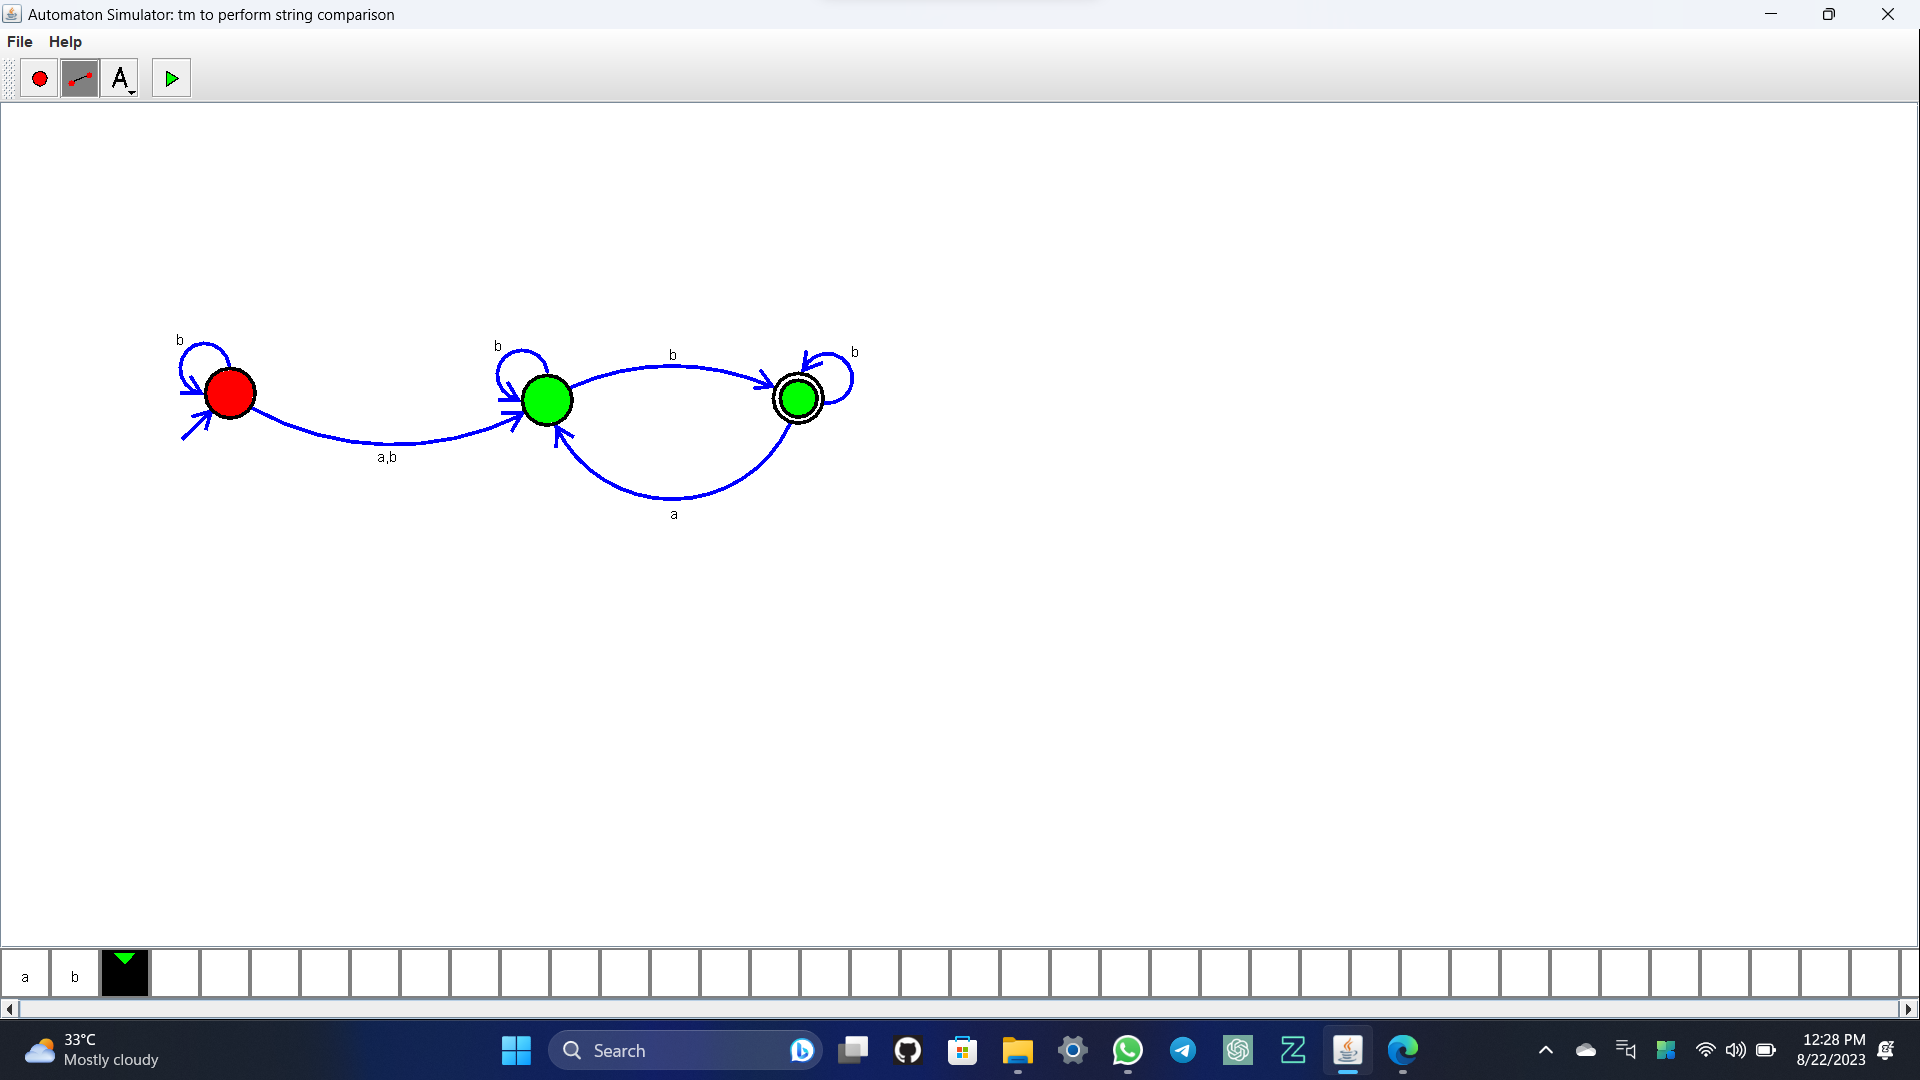 Automaton Simulator: tm to perform string comparison
File Help
A
b
b
b
b
a,b
a
a b
33°C
Mostly cloudy
Search
12:28 PM
8/22/2023